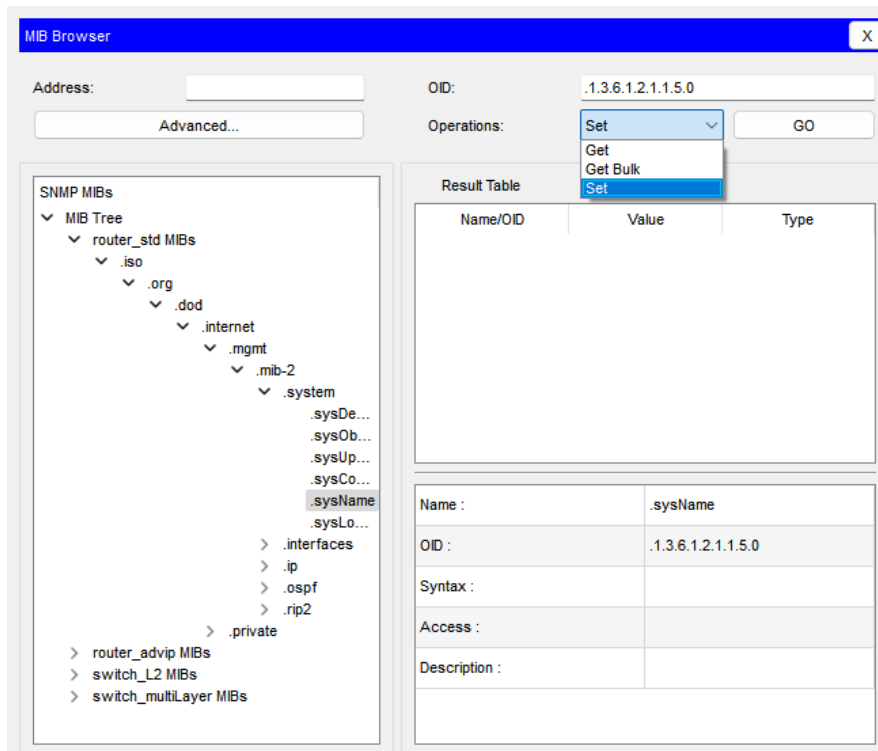 MIB Browser X
Address:
Advanced...
OID: .1.3.6.1.2.1.1.5.0
Operations: Set GO
Get
Get Bulk
Set
SNMP MIBs
MIB Tree
router_std MIBs
.iso
.org
.dod
.internet
.mgmt
.mib-2
.system
.sysDe...
.sysOb...
.sysUp...
.sysCo...
.sysName
.sysLo...
.interfaces
.ip
.ospf
.rip2
.private
router_advip MIBs
switch_L2 MIBs
switch_multiLayer MIBs
Result Table
Name/OID Value Type
Name : .sysName
OID : .1.3.6.1.2.1.1.5.0
Syntax :
Access :
Description :